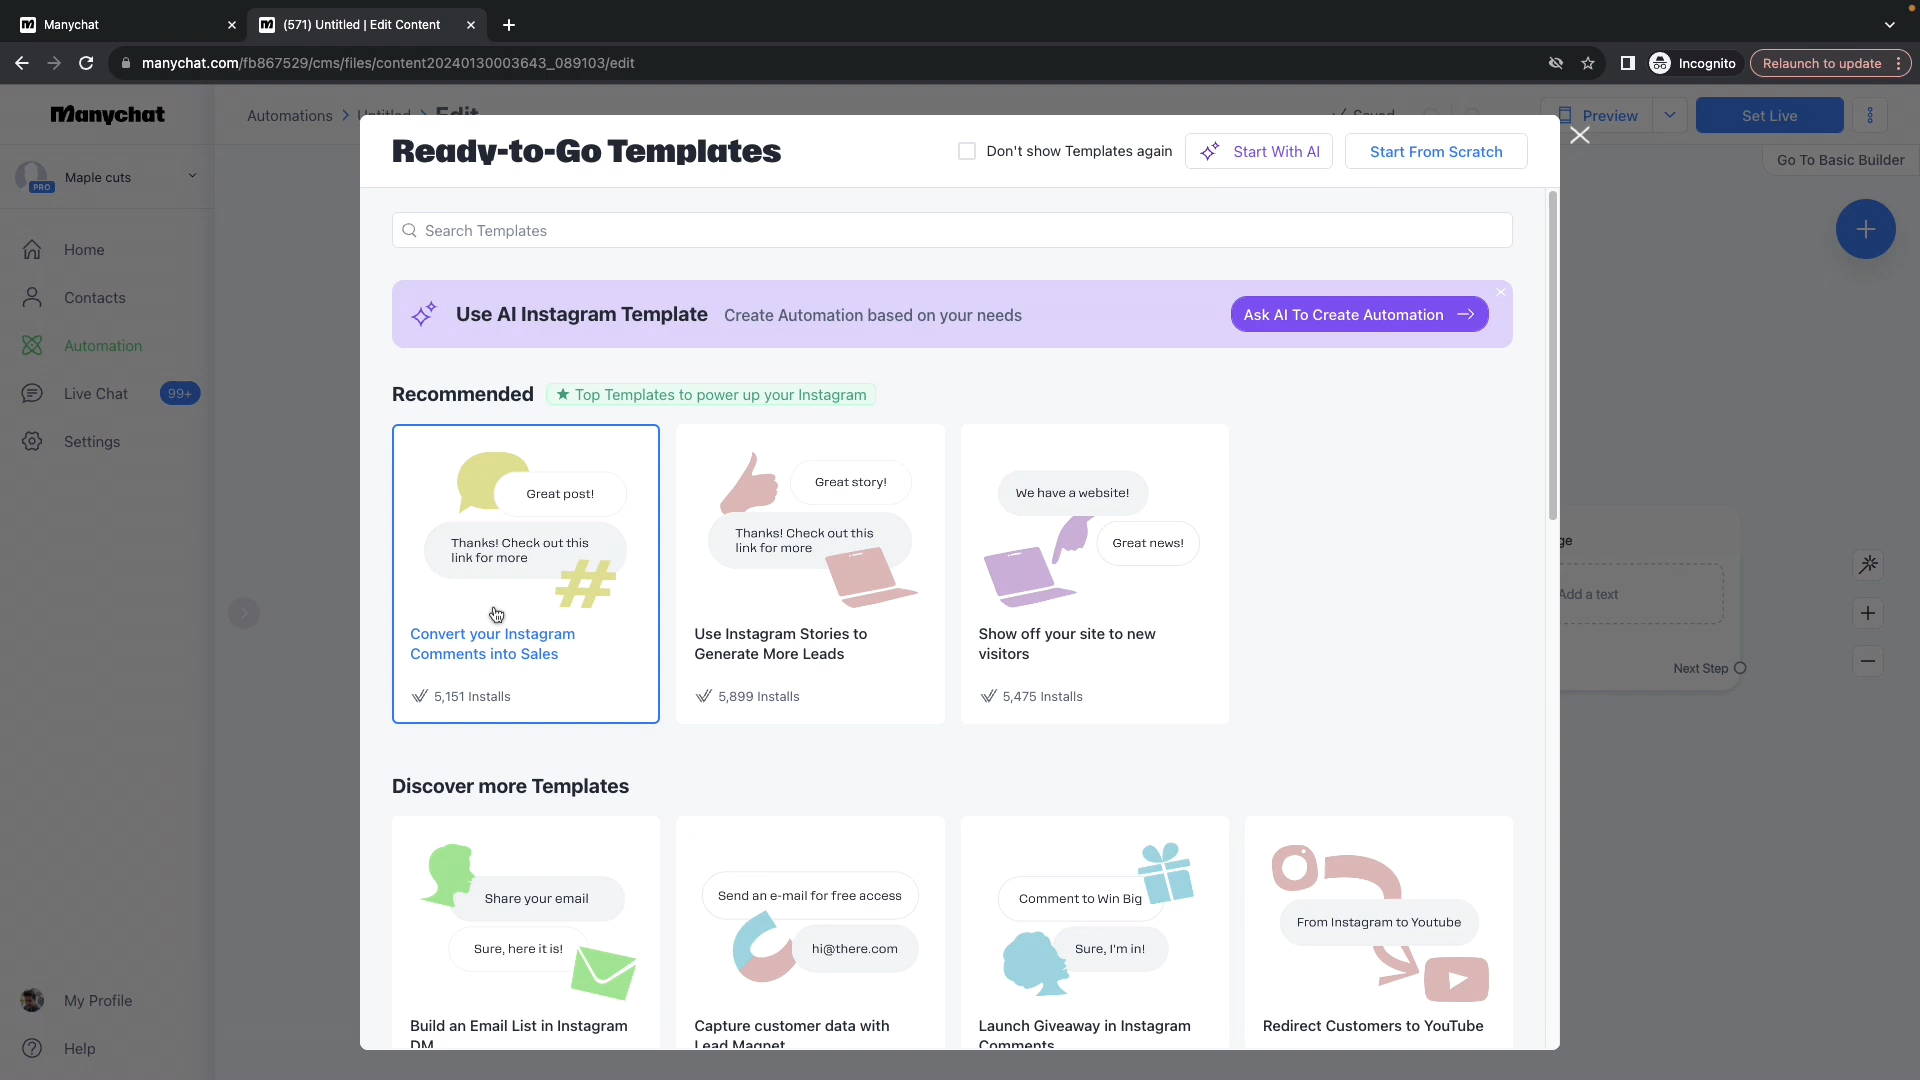 Manychat
(571) Untitled | Edit Content
manychat.com/fb867529/cms/files/content20240130003643_089103/edit
Incognito
Relaunch to update
Manychat
Automations
Untitled
Edit
Saved
Preview
Set Live
Go To Basic Builder
PRO
Maple cuts
Home
Contacts
Automation
Live Chat
99+
Settings
My Profile
Help
Ready-to-Go Templates
Don't show Templates again
Start With AI
Start From Scratch
Search Templates
Use AI Instagram Template
Create Automation based on your needs
Ask AI To Create Automation
Recommended
Top Templates to power up your Instagram
Great post!
Thanks! Check out this
link for more
Convert your Instagram
Comments into Sales
5,151 Installs
Great story!
Thanks! Check out this
link for more
Use Instagram Stories to
Generate More Leads
5,899 Installs
We have a website!
Great news!
Show off your site to new
visitors
5,475 Installs
Discover more Templates
Share your email
Sure, here it is!
Build an Email List in Instagram
DM
Send an e-mail for free access
hi@there.com
Capture customer data with
Lead Magnet
Comment to Win Big
Sure, I'm in!
Launch Giveaway in Instagram
Comments
From Instagram to Youtube
Redirect Customers to YouTube
ge
Add a text
Next Step